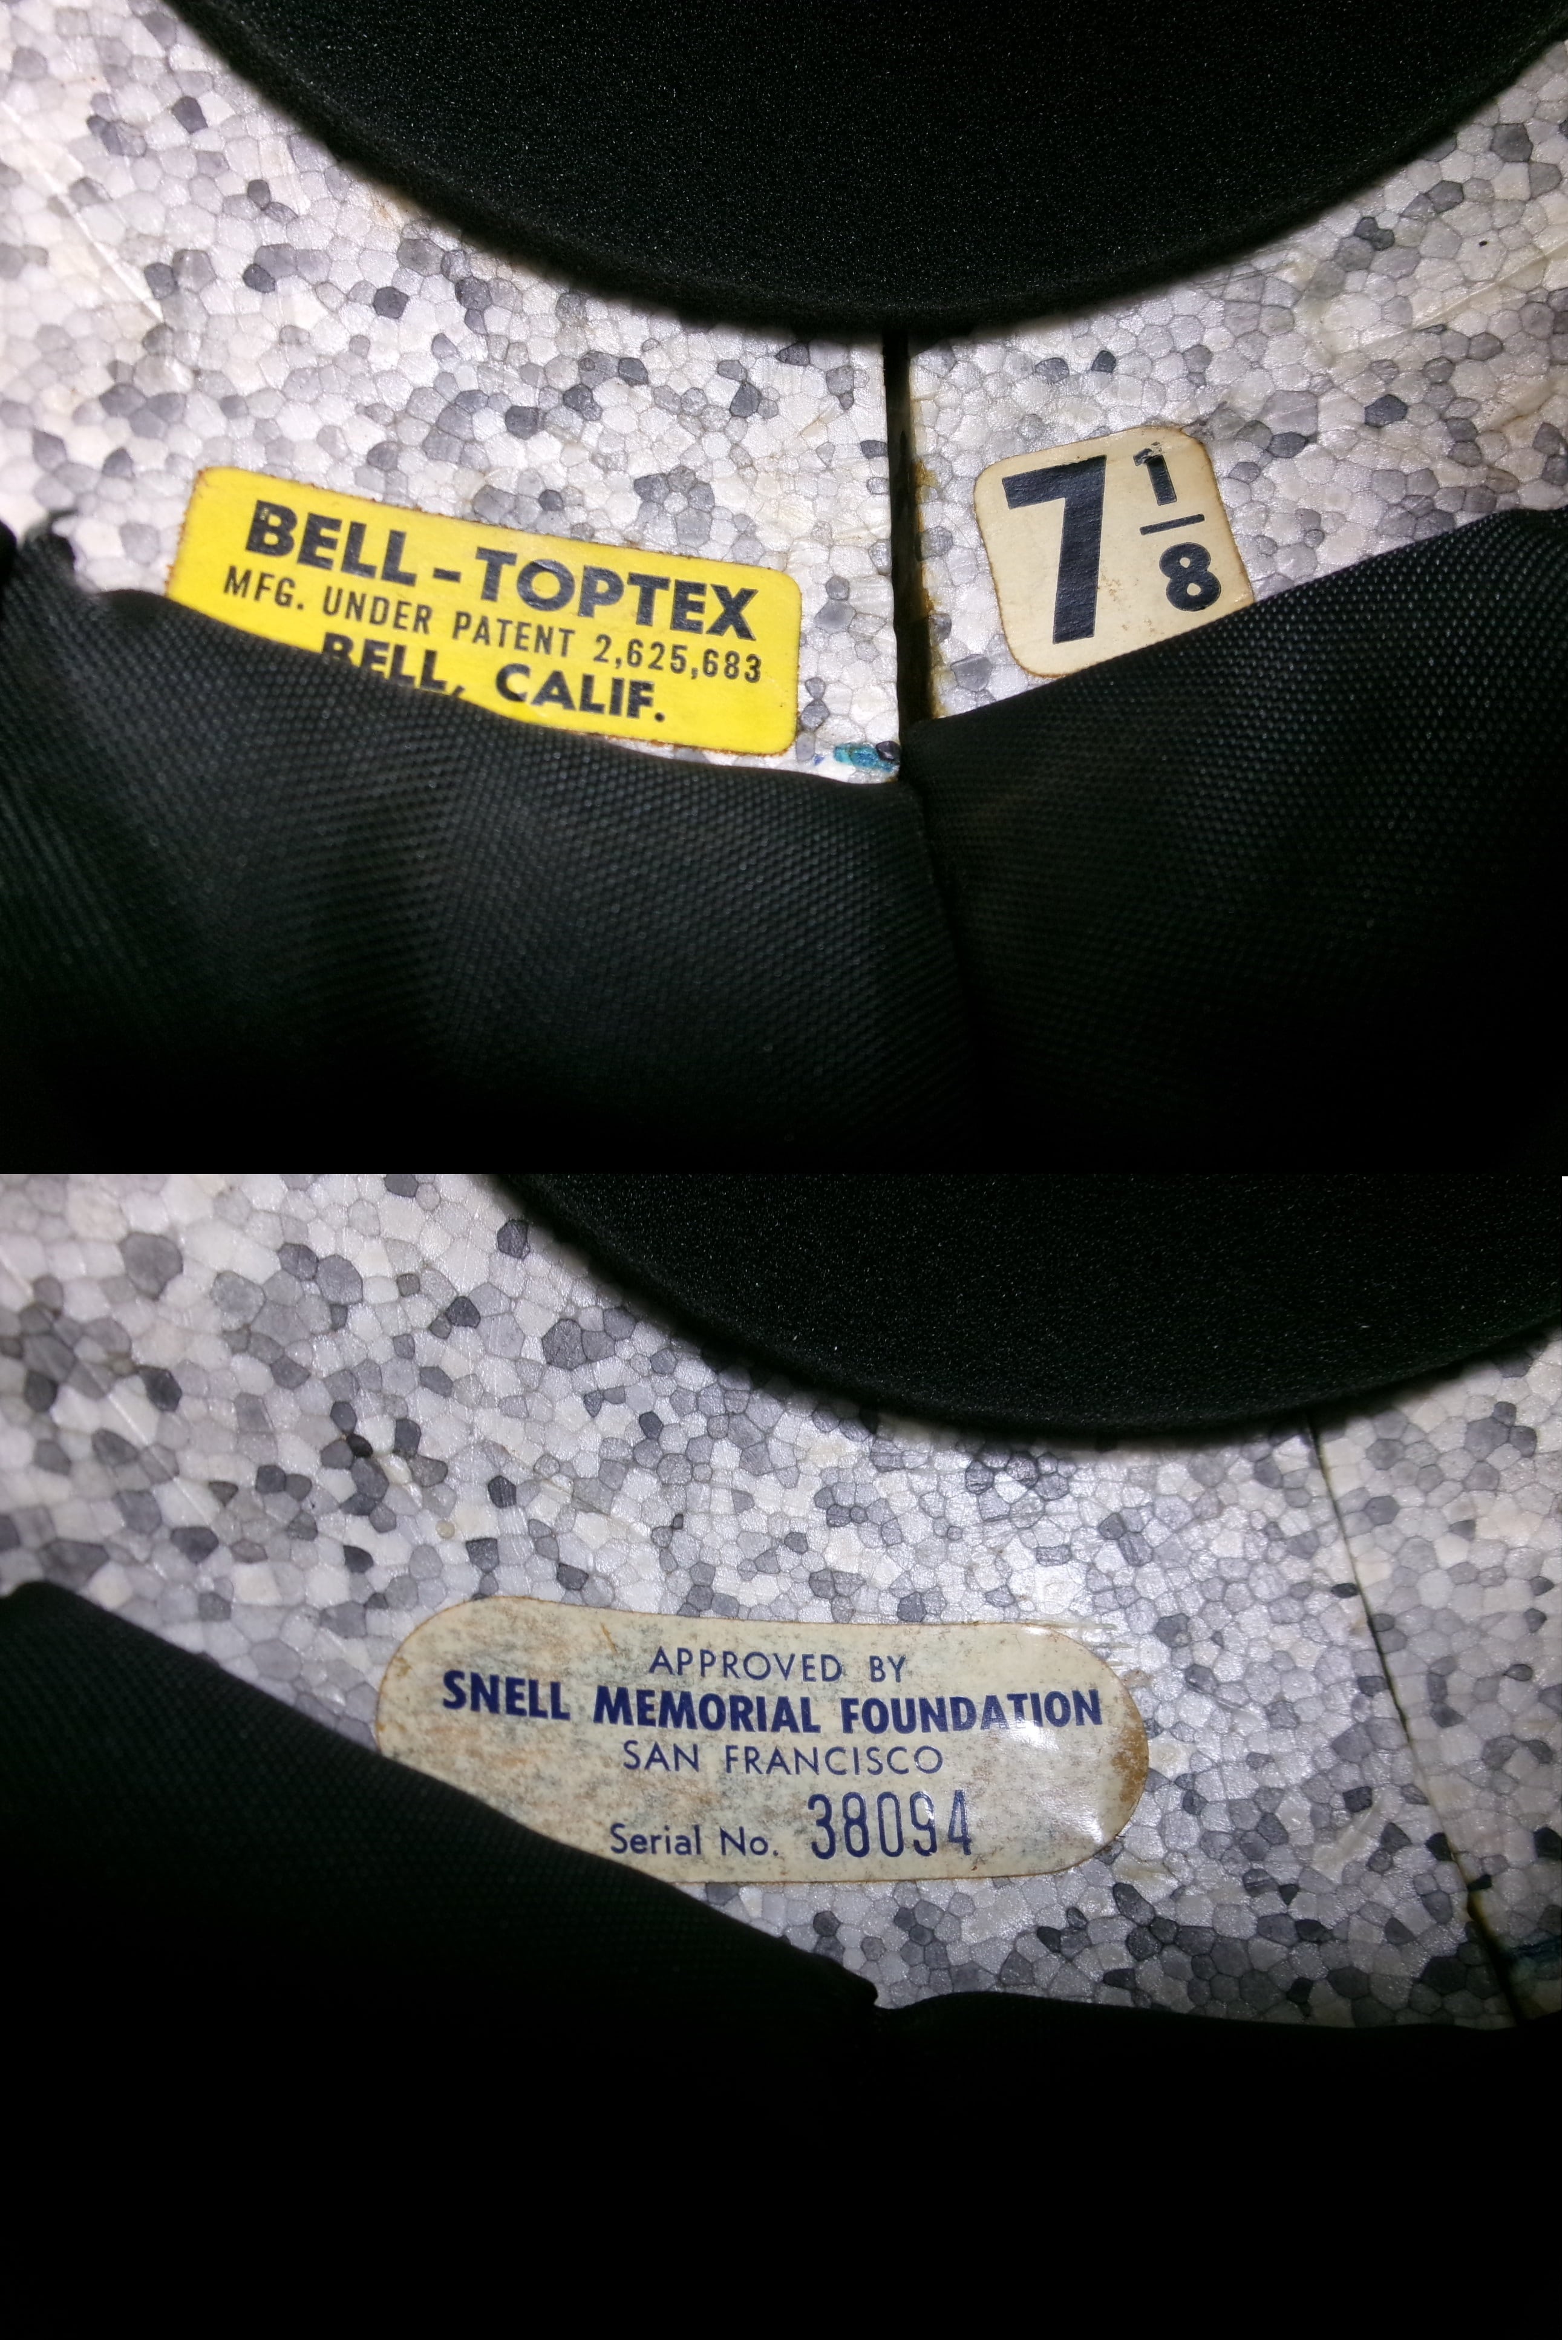 BELL-TOPTEX
MFG. UNDER PATENT 2,625,683
BELL, CALIF.
7 1/8
APPROVED BY
SNELL MEMORIAL FOUNDATION
SAN FRANCISCO
Serial No. 38094